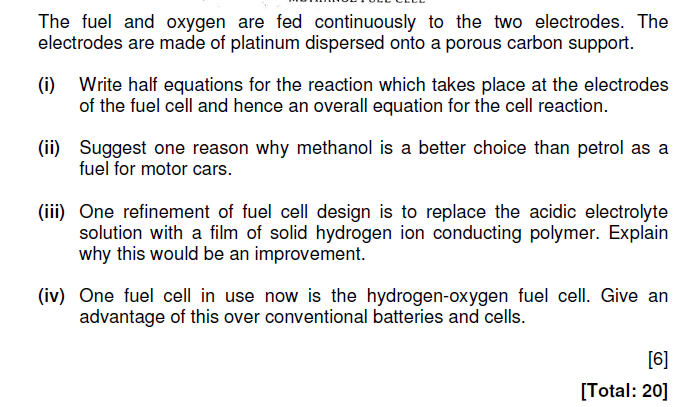 The fuel and oxygen are fed continuously to the two electrodes. The
electrodes are made of platinum dispersed onto a porous carbon support.
(i) Write half equations for the reaction which takes place at the electrodes
of the fuel cell and hence an overall equation for the cell reaction.
(ii) Suggest one reason why methanol is a better choice than petrol as a
fuel for motor cars.
(iii) One refinement of fuel cell design is to replace the acidic electrolyte
solution with a film of solid hydrogen ion conducting polymer. Explain
why this would be an improvement.
(iv) One fuel cell in use now is the hydrogen-oxygen fuel cell. Give an
advantage of this over conventional batteries and cells.
[6]
[Total: 20]